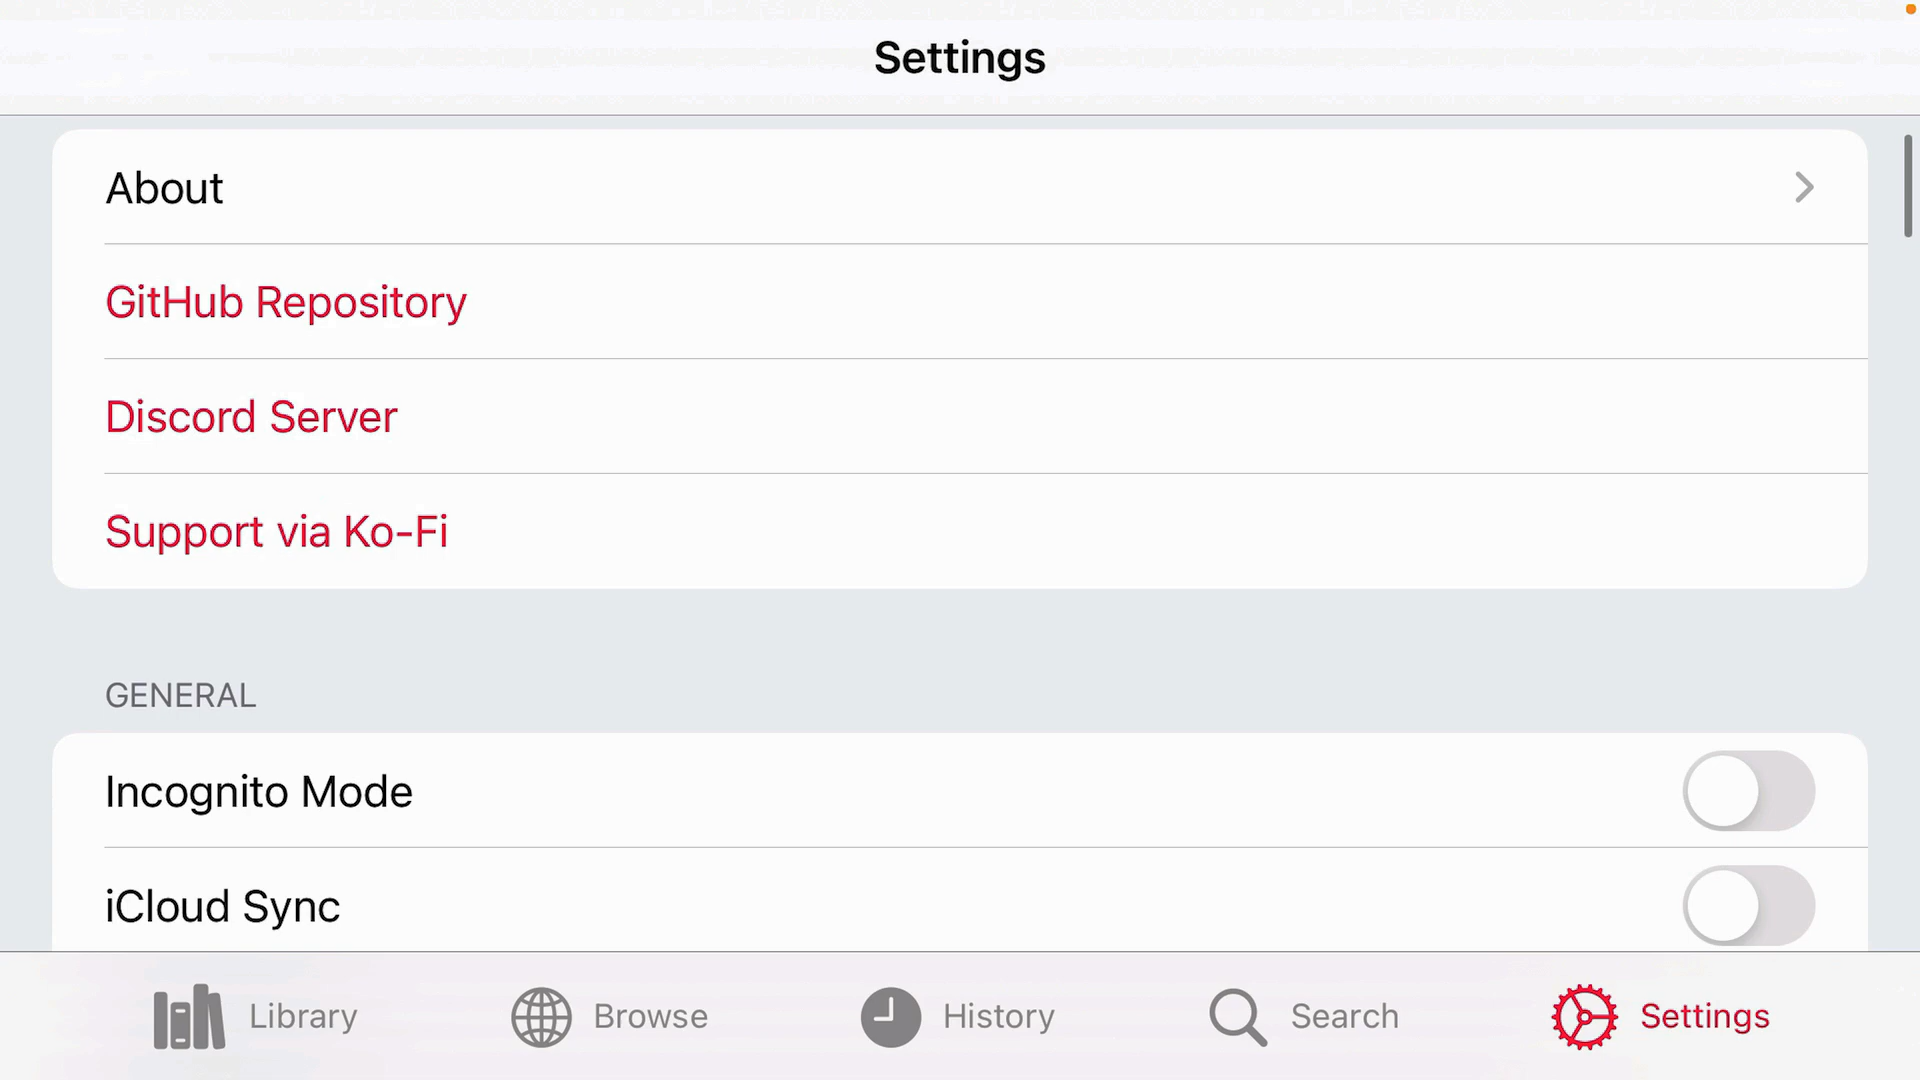 Settings
About
GitHub Repository
Discord Server
Support via Ko-Fi
GENERAL
Incognito Mode
iCloud Sync
Library
Browse
History
Search
Settings